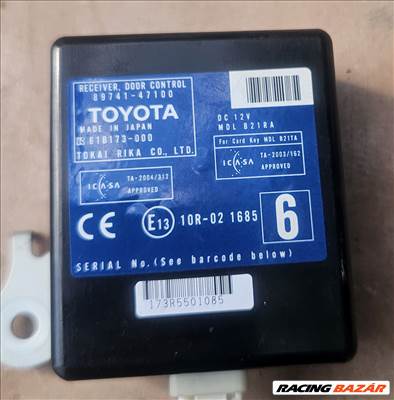 RECEIVER, DOOR CONTROL
89741-47100
TOYOTA
MADE IN JAPAN
61B173-000
TOKAI RIKA CO., LTD.
DC 12V
MDL B21RA
For Card Key MDL B21TA
ICASA
TA-2003/162
APPROVED
ICASA
TA-2004/312
APPROVED
CE
E13
10R-02 1685
6
SERIAL No.(See barcode below)
173R5501085
RACING BAZÁR